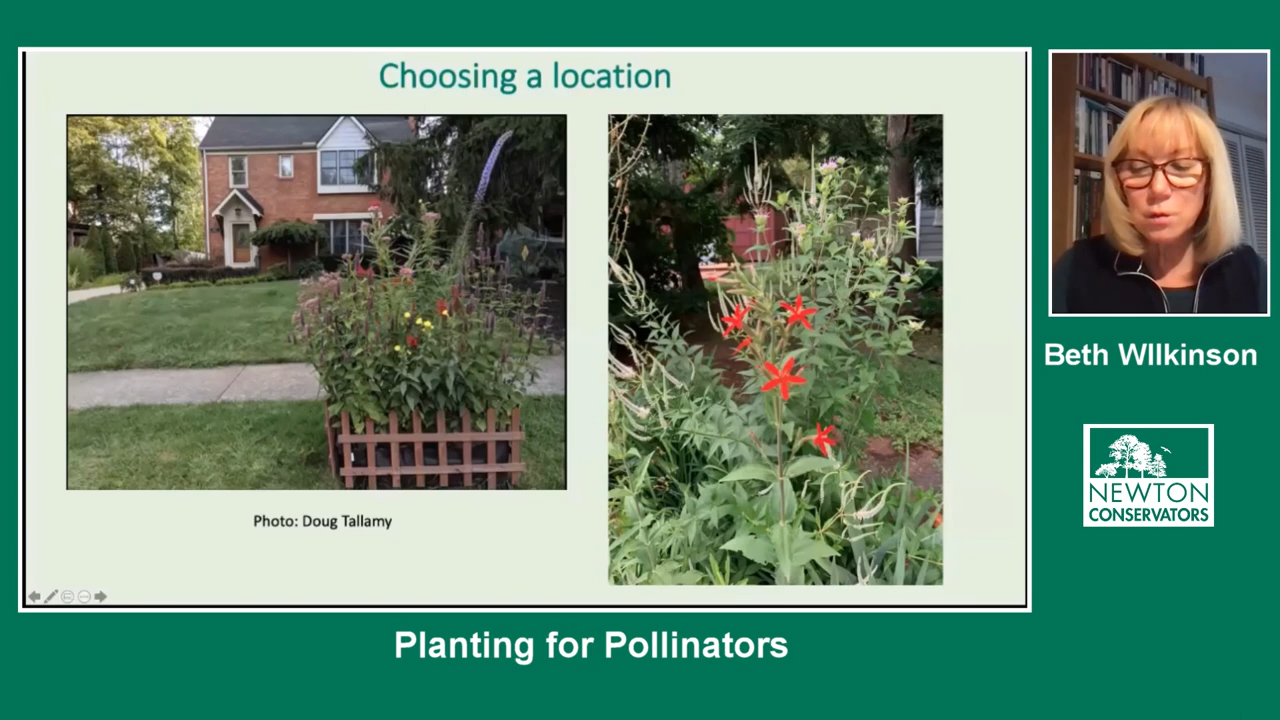 Choosing a location
Photo: Doug Tallamy
Beth WIlkinson
NEWTON
CONSERVATORS
Planting for Pollinators